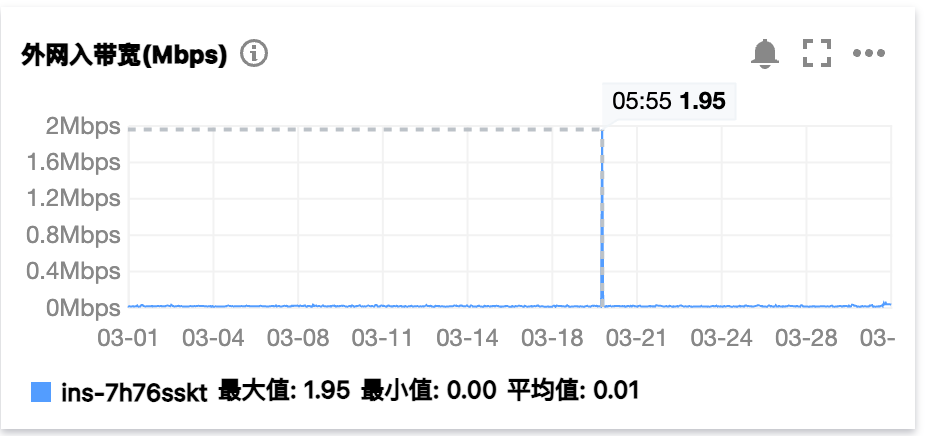 外网入带宽(Mbps)
05:55 1.95
2Mbps
1.6Mbps
1.2Mbps
0.8Mbps
0.4Mbps
0Mbps
03-01 03-04 03-08 03-11 03-14 03-18 03-21 03-24 03-28 03-
ins-7h76sskt 最大值: 1.95 最小值: 0.00 平均值: 0.01